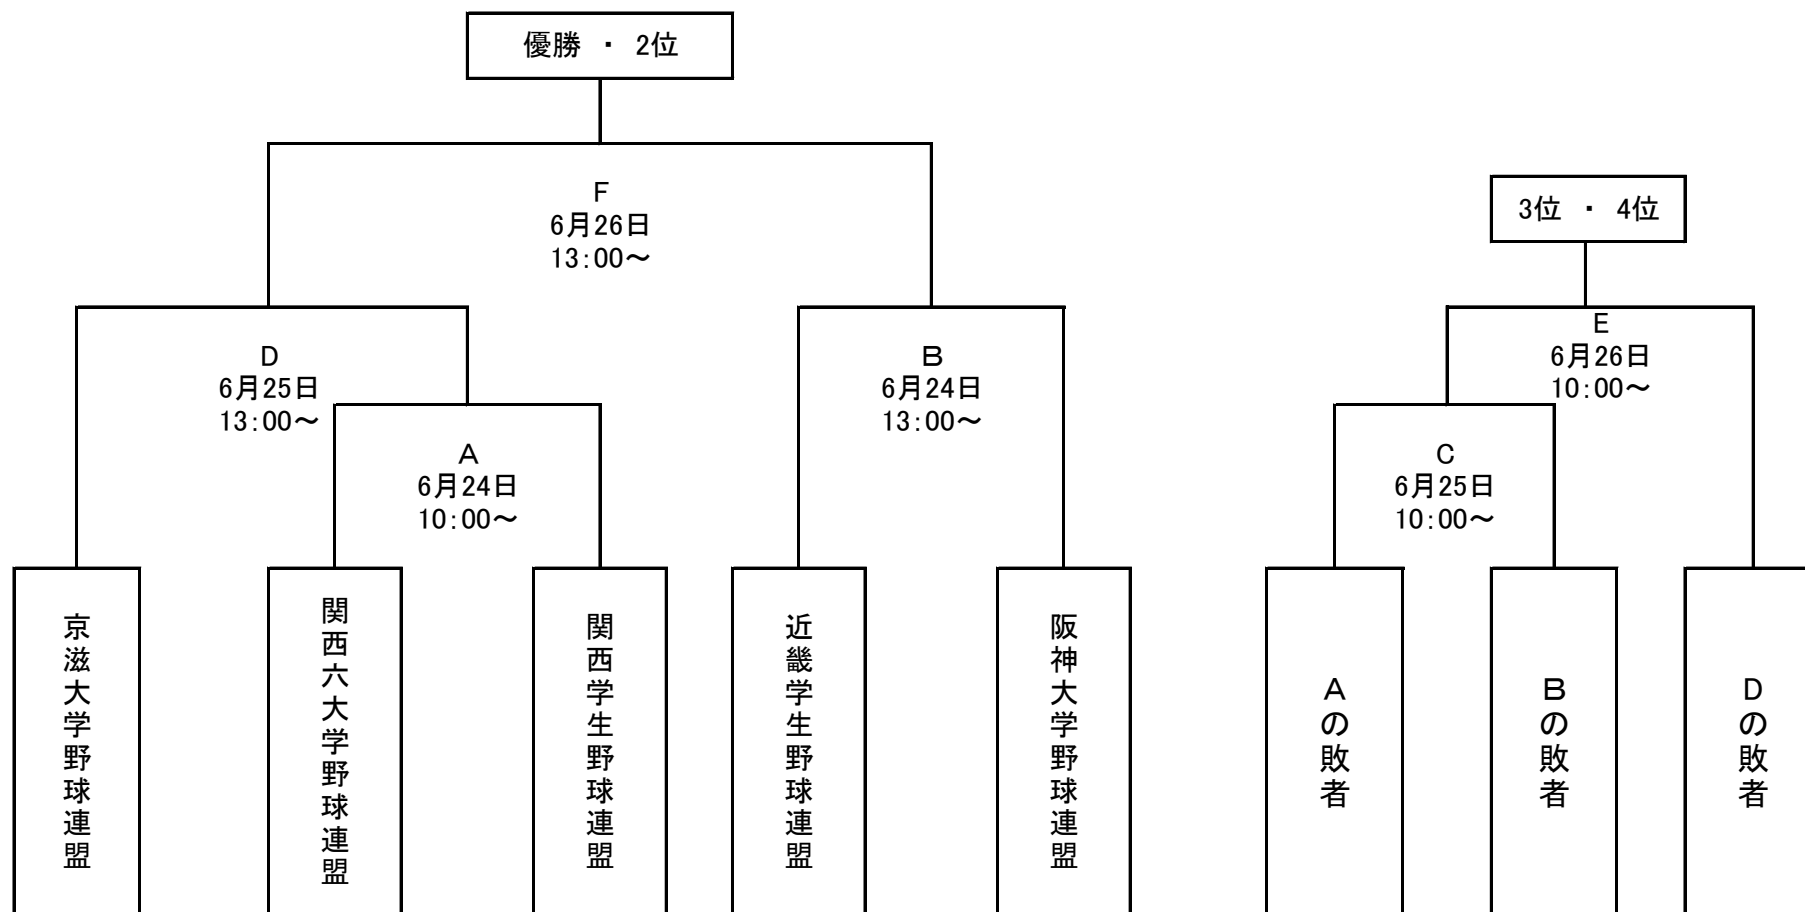 優勝 ・ 2位
F
6月26日
13:00～
3位 ・ 4位
D
6月25日
13:00～
B
6月24日
13:00～
E
6月26日
10:00～
A
6月24日
10:00～
C
6月25日
10:00～
京滋大学野球連盟
関西六大学野球連盟
関西学生野球連盟
近畿学生野球連盟
阪神大学野球連盟
Aの敗者
Bの敗者
Dの敗者